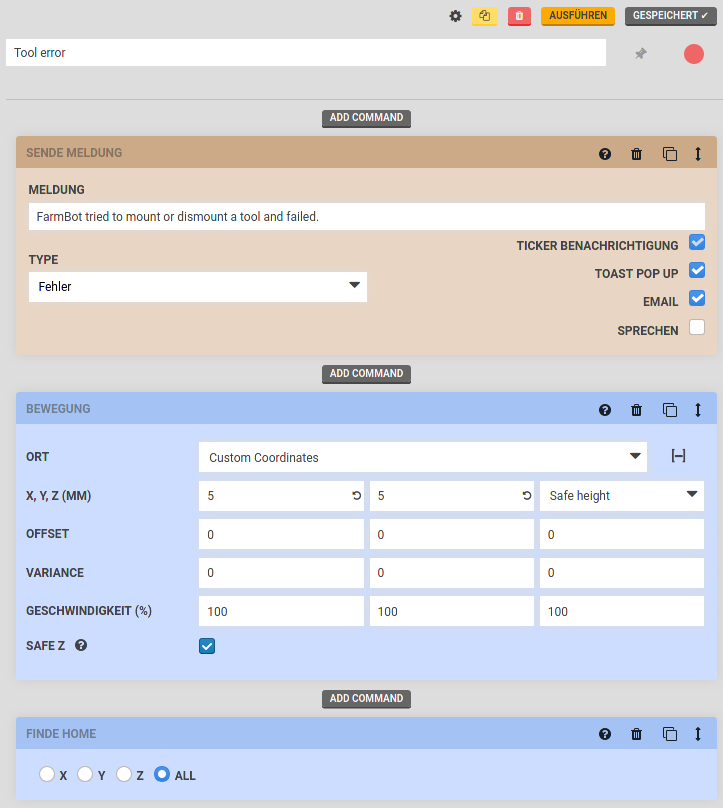 AUSFÜHREN GESPEICHERT ✓
Tool error
ADD COMMAND
SENDE MELDUNG
MELDUNG
FarmBot tried to mount or dismount a tool and failed.
TICKER BENACHRICHTIGUNG
TYPE
TOAST POP UP
Fehler
EMAIL
SPRECHEN
ADD COMMAND
BEWEGUNG
ORT Custom Coordinates
X, Y, Z (MM) 5 5 Safe height
OFFSET 0 0 0
VARIANCE 0 0 0
GESCHWINDIGKEIT (%) 100 100 100
SAFE Z
ADD COMMAND
FINDE HOME
X Y Z ALL